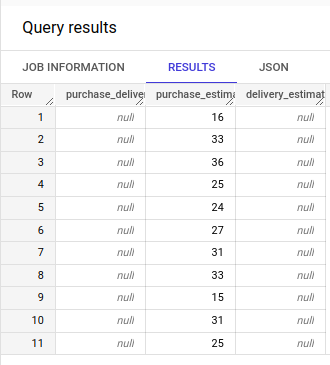 Query results
JOB INFORMATION RESULTS JSON
Row purchase_deliver purchase_estima delivery_estimat
1 null 16 null
2 null 33 null
3 null 36 null
4 null 25 null
5 null 24 null
6 null 27 null
7 null 31 null
8 null 33 null
9 null 15 null
10 null 31 null
11 null 25 null